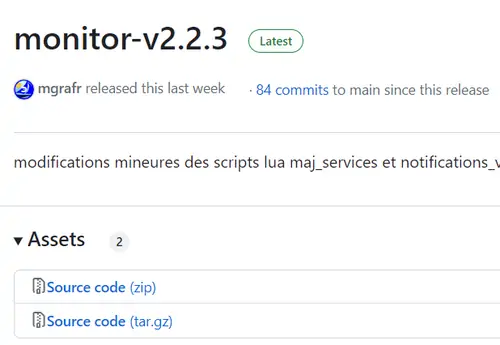 monitor-v2.2.3 Latest
mgrafr released this last week · 84 commits to main since this release
modifications mineures des scripts lua maj_services et notifications_v
Assets 2
Source code (zip)
Source code (tar.gz)